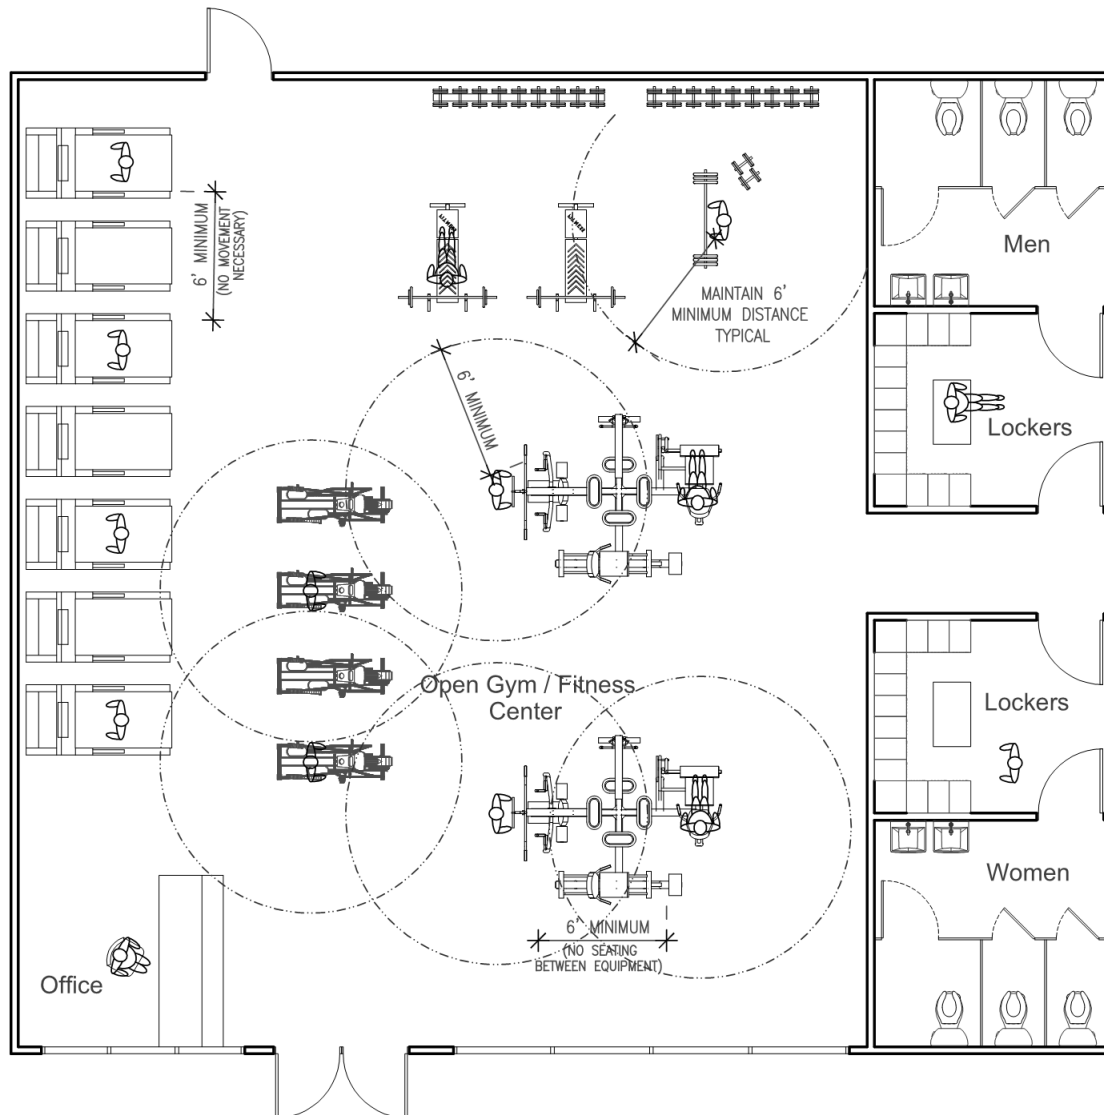 6' MINIMUM
(NO MOVEMENT
NECESSARY)
MAINTAIN 6'
MINIMUM DISTANCE
TYPICAL
Men
6' MINIMUM
Lockers
Open Gym / Fitness
Center
Lockers
Women
6' MINIMUM
(NO SEATING
BETWEEN EQUIPMENT)
Office